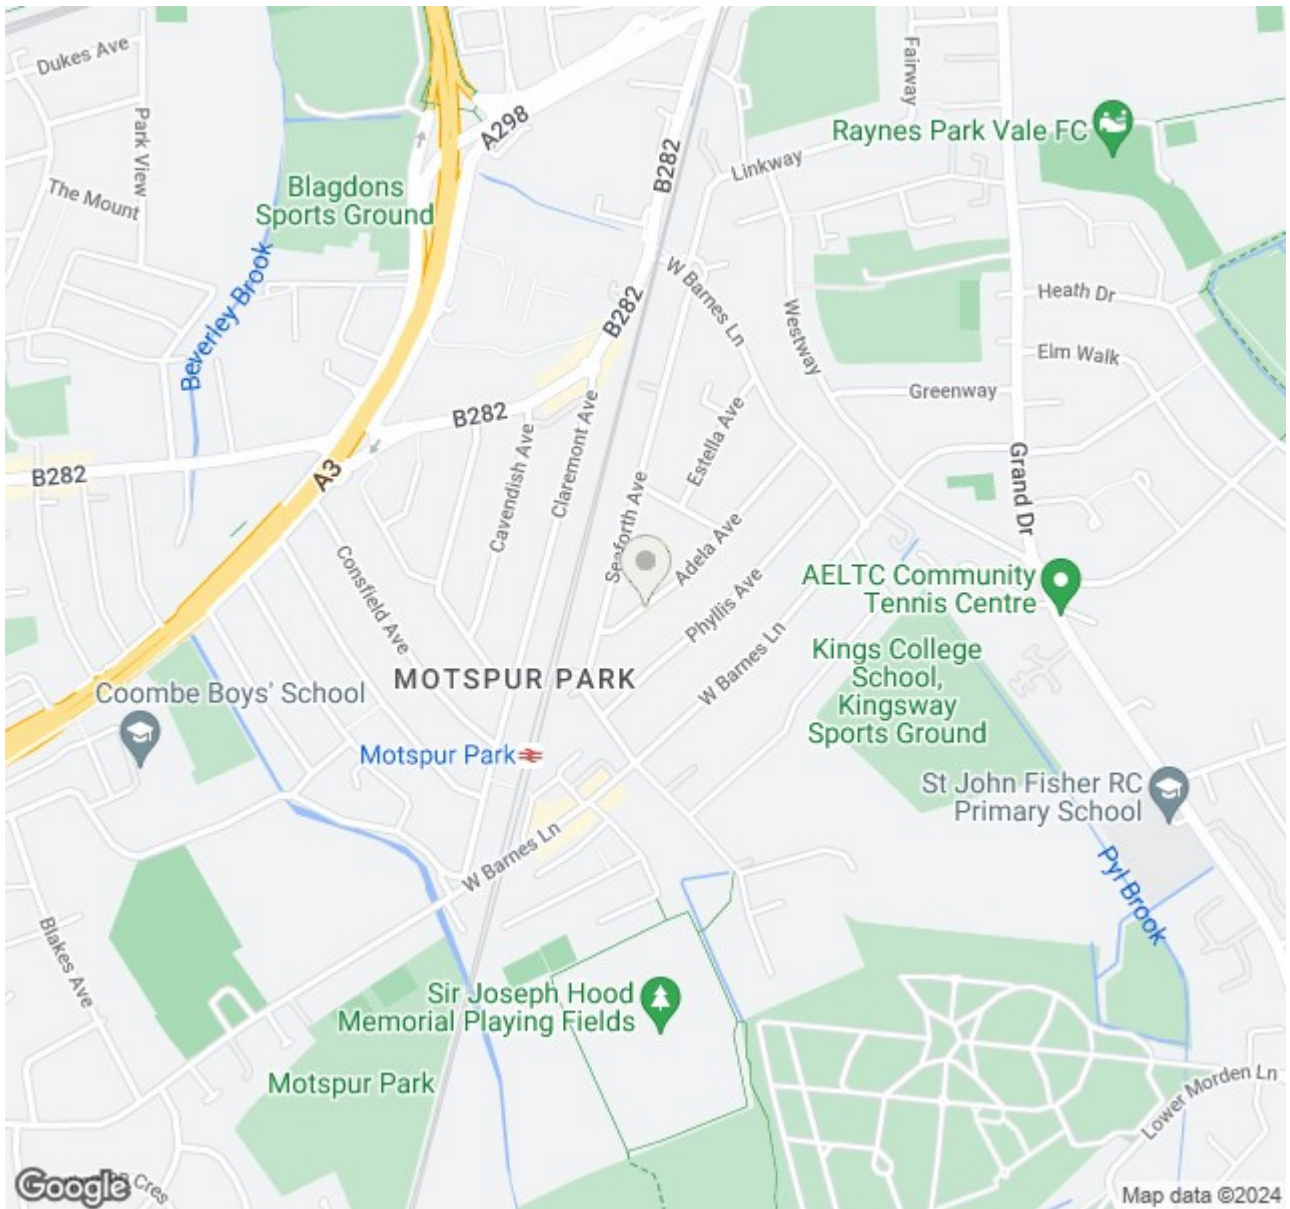 Dukes Ave
Park View
The Mount
A298
B282
Fairway
Linkway
Raynes Park Vale FC
Blagdons
Sports Ground
Beverley Brook
W Barnes Ln
Westway
Heath Dr
Elm Walk
Greenway
B282
B282
B282
A3
Cavendish Ave
Claremont Ave
Seaforth Ave
Estella Ave
Adela Ave
Phyllis Ave
Grand Dr
Consfield Ave
AELTC Community
Tennis Centre
Kings College
School,
Kingsway
Sports Ground
W Barnes Ln
MOTSPUR PARK
Coombe Boys' School
Motspur Park
St John Fisher RC
Primary School
W Barnes Ln
Pyl Brook
Blakes Ave
Sir Joseph Hood
Memorial Playing Fields
Motspur Park
Lower Morden Ln
Cres
Google
Map data ©2024